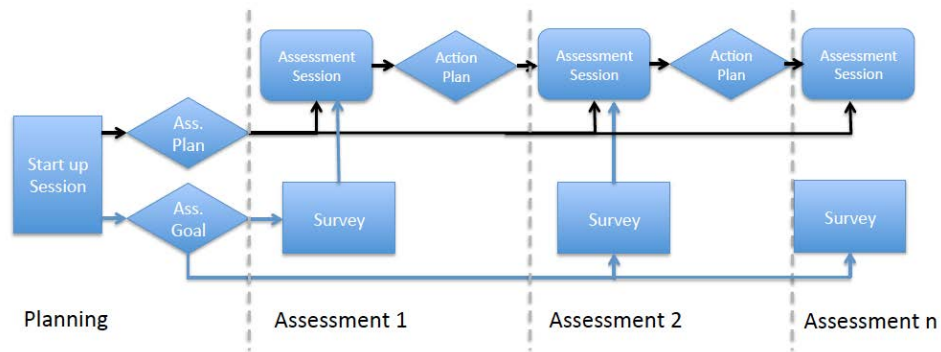 Assessment
Session
Action
Plan
Assessment
Session
Action
Plan
Assessment
Session
Start up
Session
Ass.
Plan
Ass.
Goal
Survey
Survey
Survey
Planning
Assessment 1
Assessment 2
Assessment n